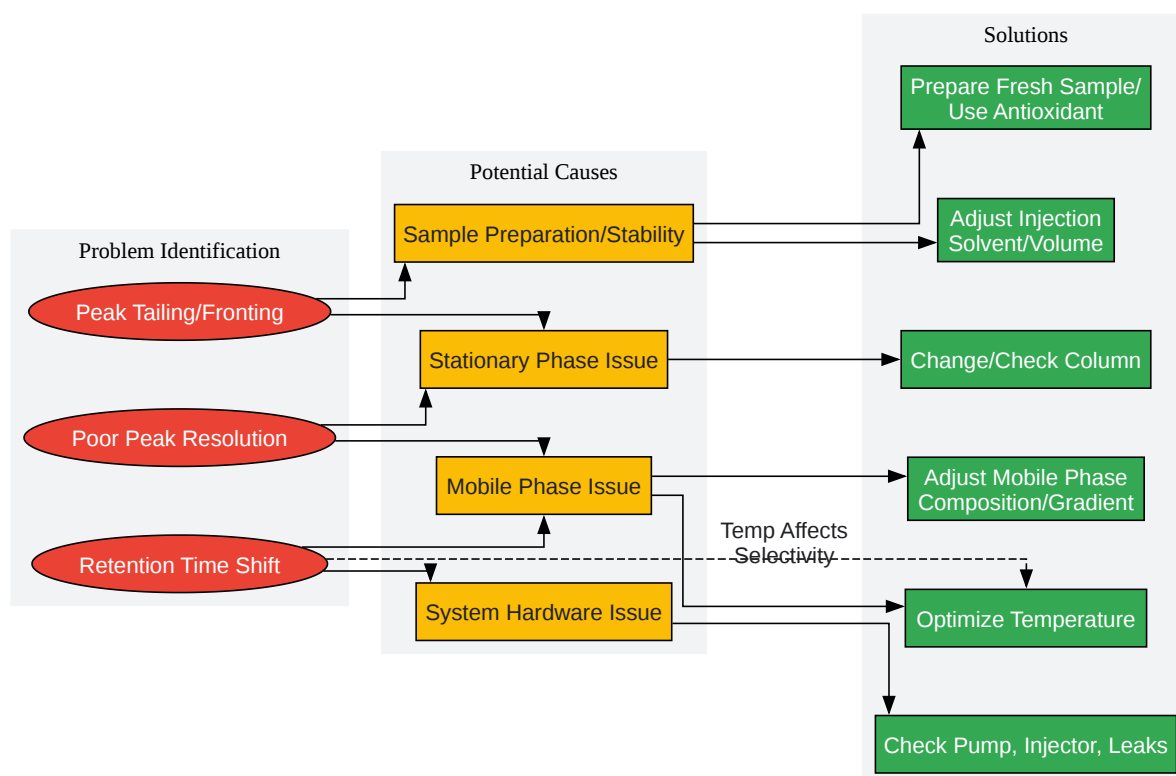 Problem Identification
Peak Tailing/Fronting
Poor Peak Resolution
Retention Time Shift
Potential Causes
Sample Preparation/Stability
Stationary Phase Issue
Mobile Phase Issue
System Hardware Issue
Temp Affects
Selectivity
Solutions
Prepare Fresh Sample/
Use Antioxidant
Adjust Injection
Solvent/Volume
Change/Check Column
Adjust Mobile Phase
Composition/Gradient
Optimize Temperature
Check Pump, Injector, Leaks